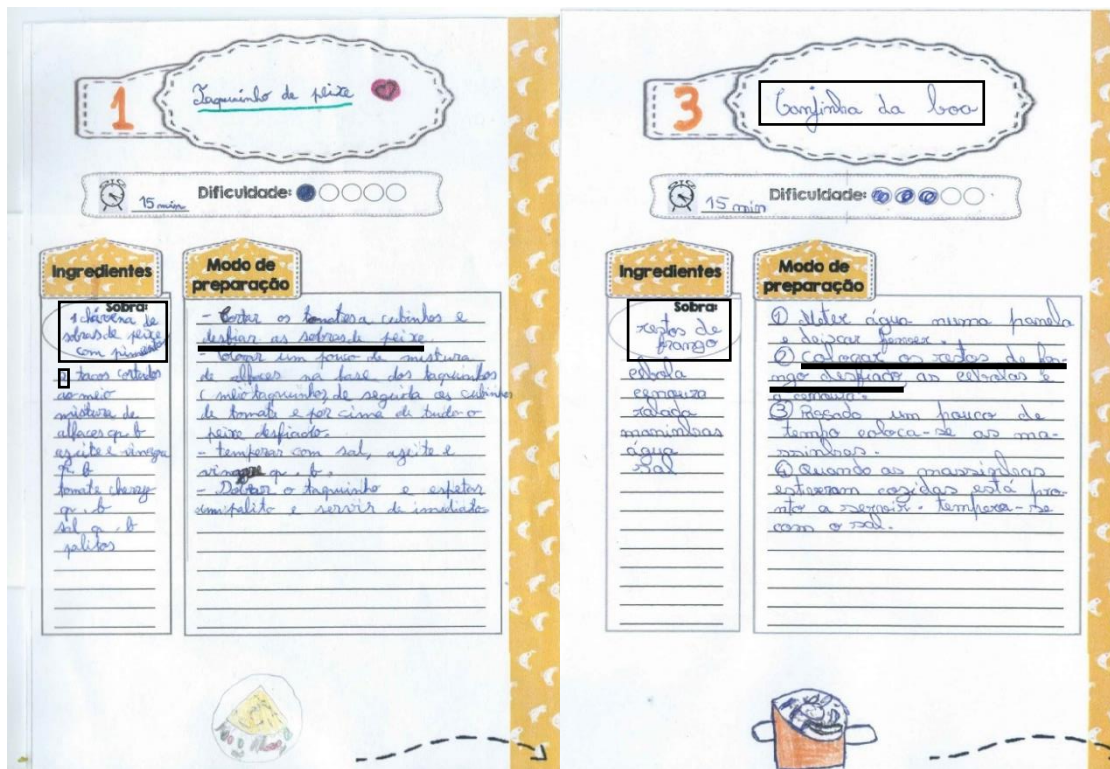 1
Taquinho de peixe
15 min
Dificuldade:
Ingredientes
Sobra:
1 chávena de
sobras de peixe
com pimento
tacos cortados
ao meio
mistura de
alfaces q. b
azeite e vinagre
q. b
tomate cherry
q. b
sal q. b
palitos
Modo de
preparação
- Cortar os tomates a cubinhos e
desfiar as sobras de peixe.
- Colocar um pouco de mistura
de alfaces na base dos taquinhos
(meio taquinho) de seguida os cubinhos
de tomate e por cima de tudo o
peixe desfiado.
- temperar com sal, azeite e
vinagre q. b.
- Dobrar o taquinho e espetar
um palito e servir de imediato
3
Canjinha da boa
15 min
Dificuldade:
Ingredientes
Sobra:
restos de
frango
cebola
cenoura
ralada
massinhas
água
sal
Modo de
preparação
① Meter água numa panela
e deixar ferver.
② Colocar os restos de fran-
go desfiado as cebolas e
a cenoura.
③ Passado um pouco de
tempo coloca-se as ma-
ssinhas.
④ Quando as massinhas
estiveram cozidas está pron-
to a servir. tempera-se
com o sal.